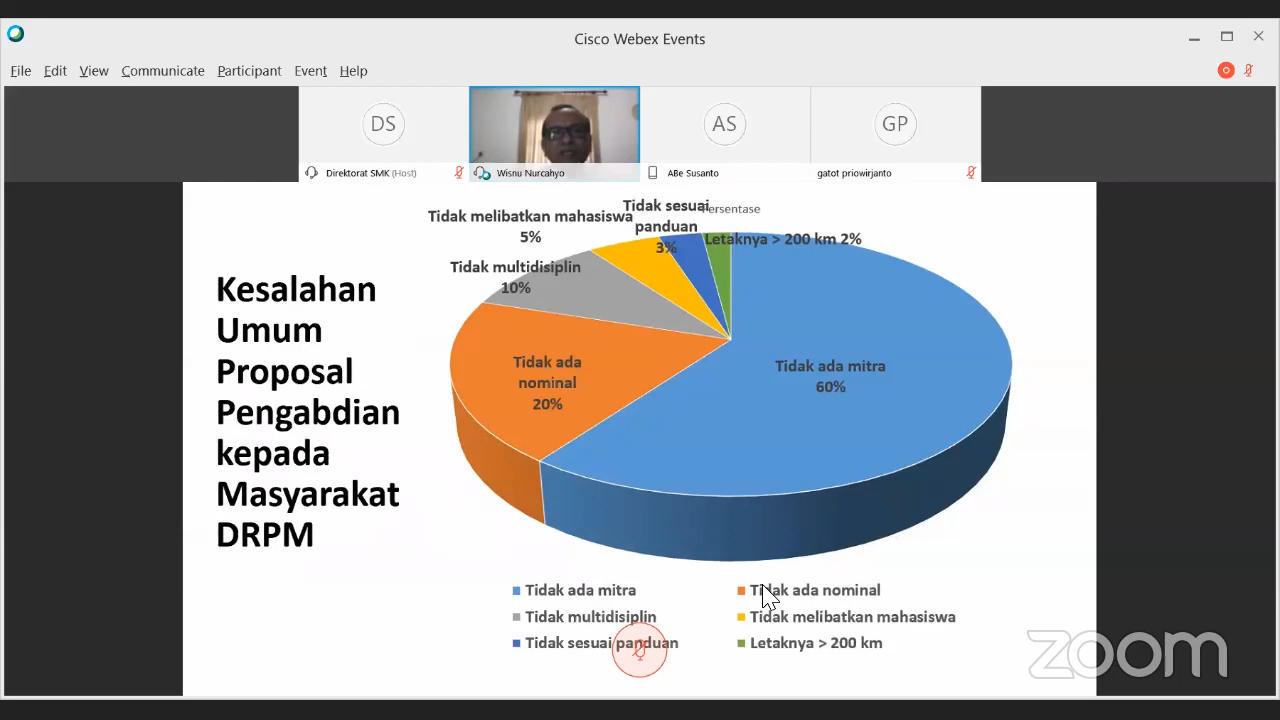 Cisco Webex Events
File Edit View Communicate Participant Event Help
DS
AS
GP
Direktorat SMK (Host)
Wisnu Nurcahyo
ABe Susanto
gatot priowirjanto
Kesalahan
Umum
Proposal
Pengabdian
kepada
Masyarakat
DRPM
Persentase
Tidak melibatkan mahasiswa
5%
Tidak sesuai
panduan
3%
Letaknya > 200 km 2%
Tidak multidisiplin
10%
Tidak ada
nominal
20%
Tidak ada mitra
60%
Tidak ada mitra
Tidak ada nominal
Tidak multidisiplin
Tidak melibatkan mahasiswa
Tidak sesuai panduan
Letaknya > 200 km
zoom